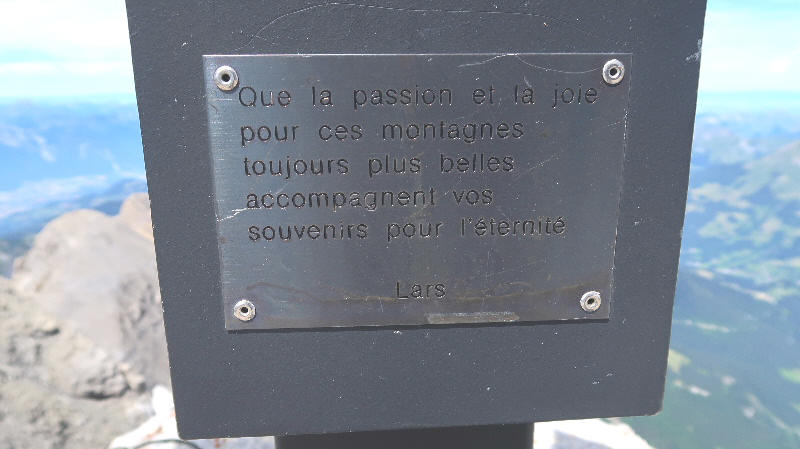 Que la passion et la joie
pour ces montagnes
toujours plus belles
accompagnent vos
souvenirs pour l'éternité
Lars